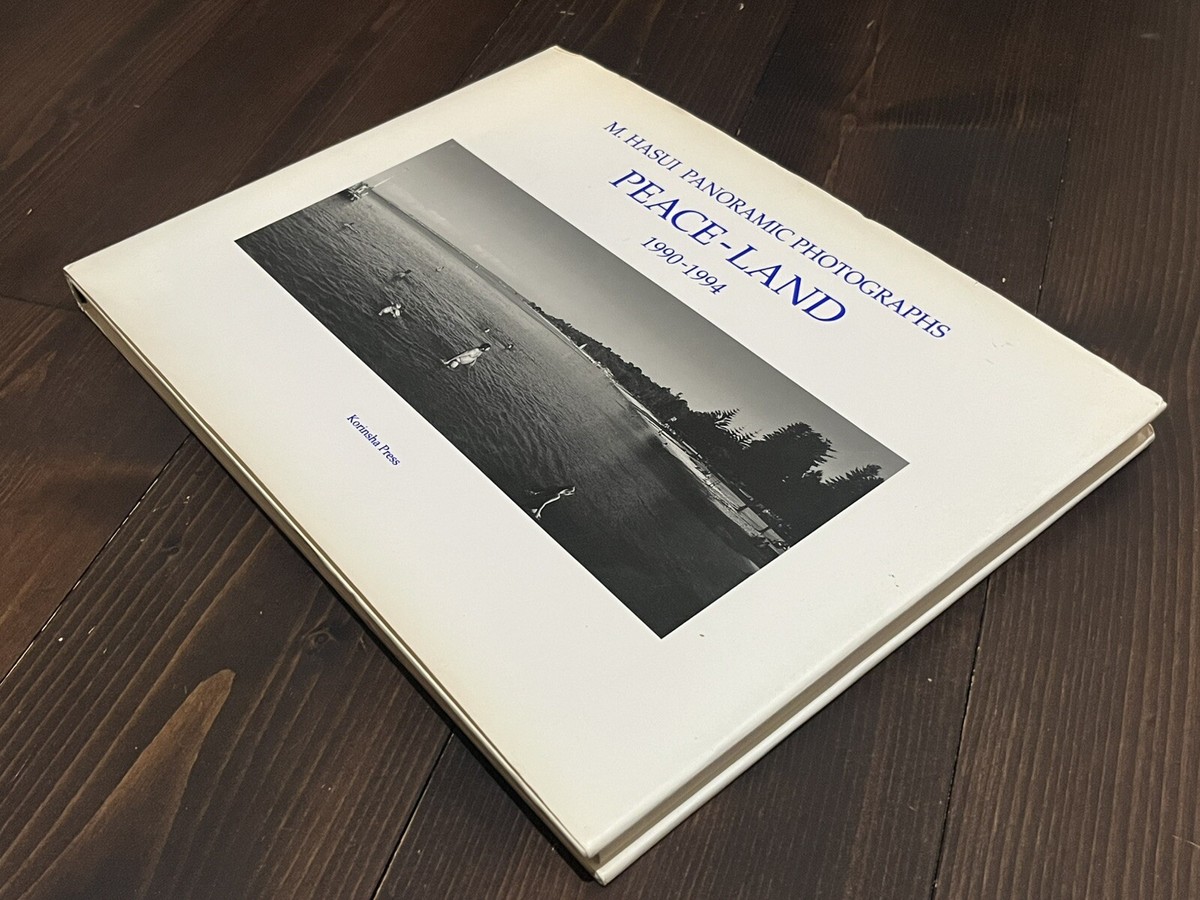 M. HASUI PANORAMIC PHOTOGRAPHS
PEACE-LAND
1990-1994
Korinsha Press